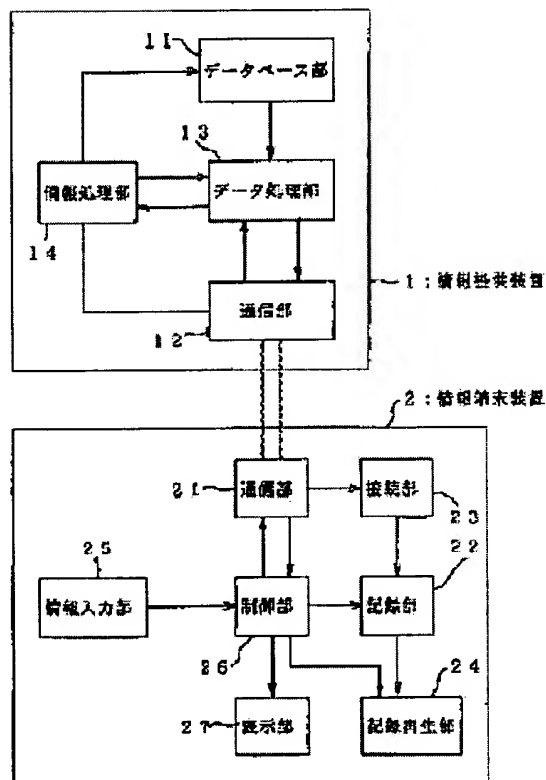 11
データベース部
13
情報処理部
データ処理部
14
1:情報提供装置
通信部
12
2:情報端末装置
21
通信部
接続部
23
25
22
情報入力部
制御部
記録部
26
24
27
表示部
記録再生部